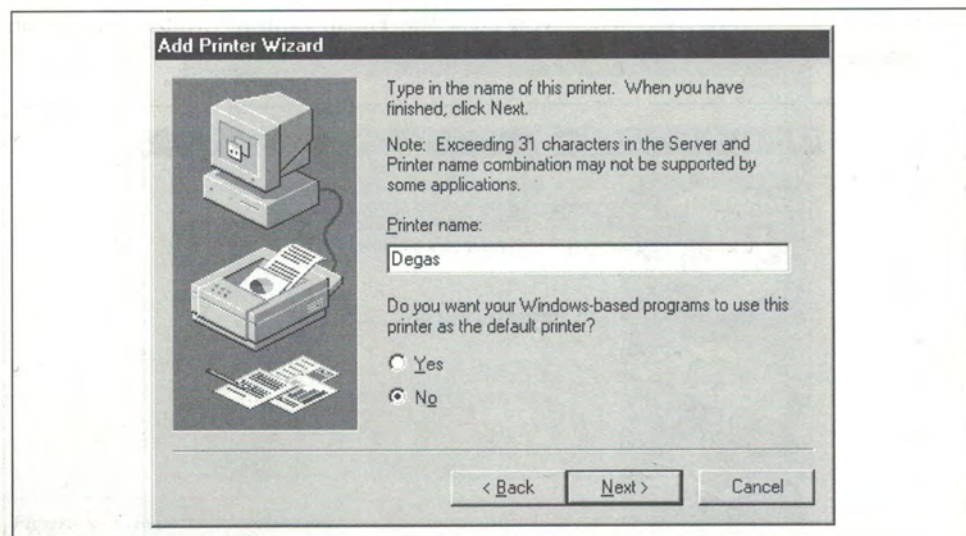 Add Printer Wizard
Type in the name of this printer. When you have
finished, click Next.
Note: Exceeding 31 characters in the Server and
Printer name combination may not be supported by
some applications.
Printer name:
Degas
Do you want your Windows-based programs to use this
printer as the default printer?
Yes
No
< Back
Next >
Cancel